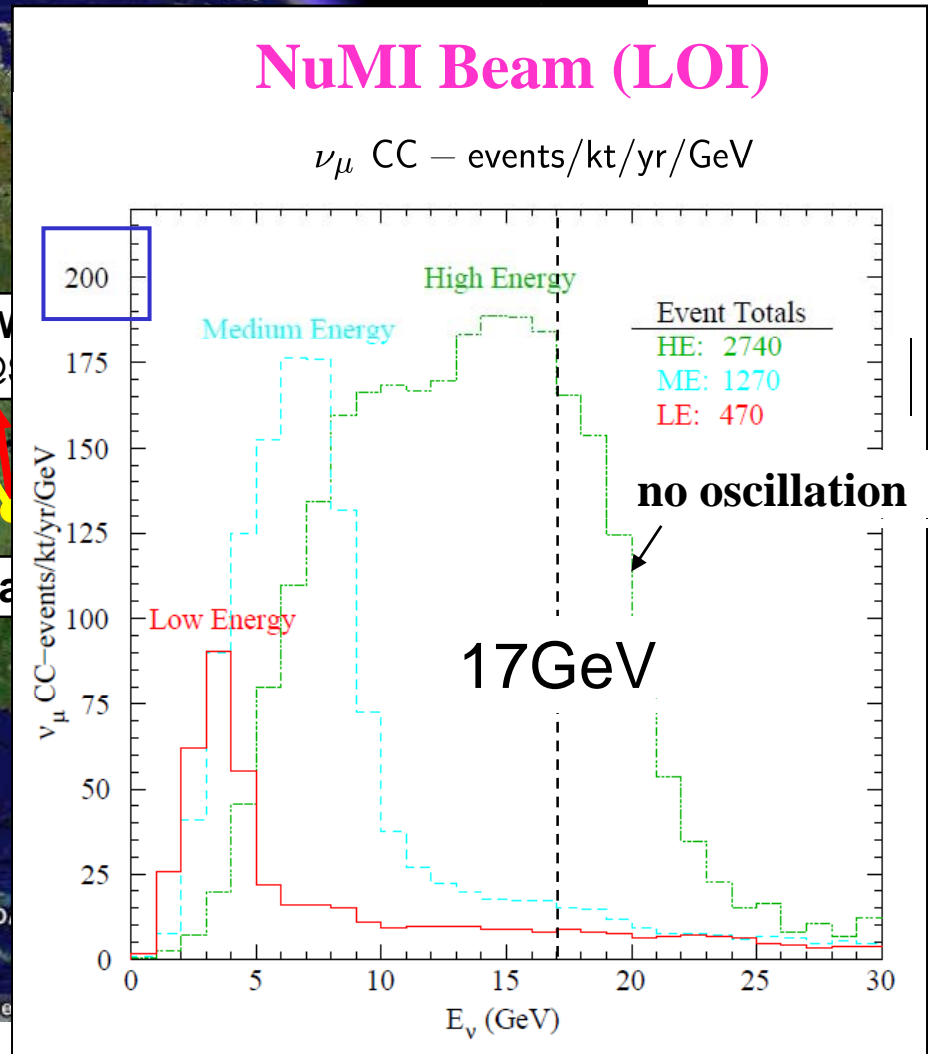 NuMI Beam (LOI)
νμ CC − events/kt/yr/GeV
νμ CC−events/kt/yr/GeV
200
175
150
125
100
75
50
25
0
High Energy
Medium Energy
Low Energy
Event Totals
HE: 2740
ME: 1270
LE: 470
no oscillation
17GeV
0 5 10 15 20 25 30
Eν (GeV)